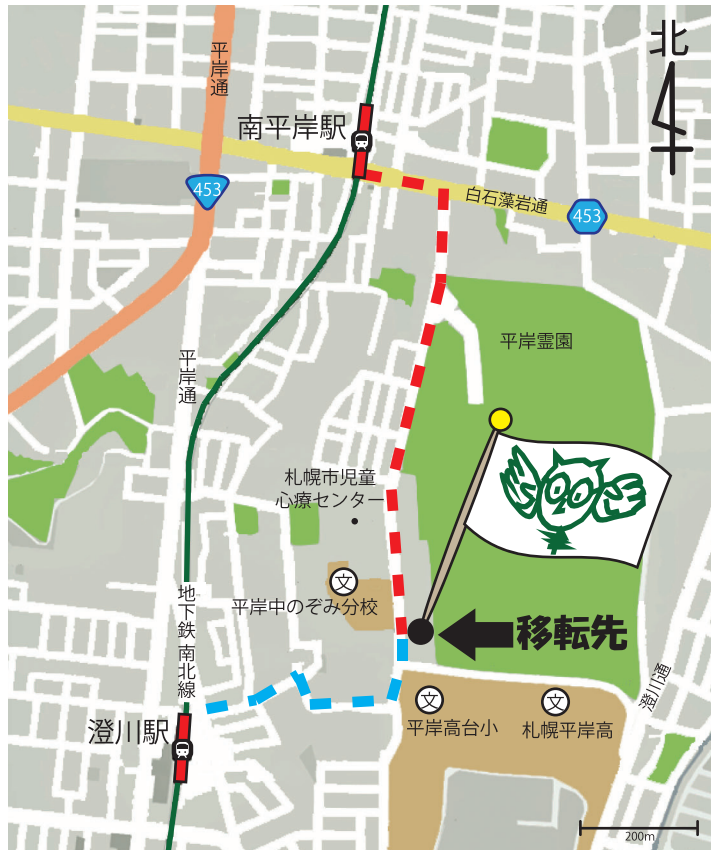 北
平岸通
南平岸駅
453
白石藻岩通
453
平岸霊園
平岸通
札幌市児童
心療センター
文
平岸中のぞみ分校
地下鉄 南北線
移転先
澄川通
文
平岸高台小
文
札幌平岸高
澄川駅
200m